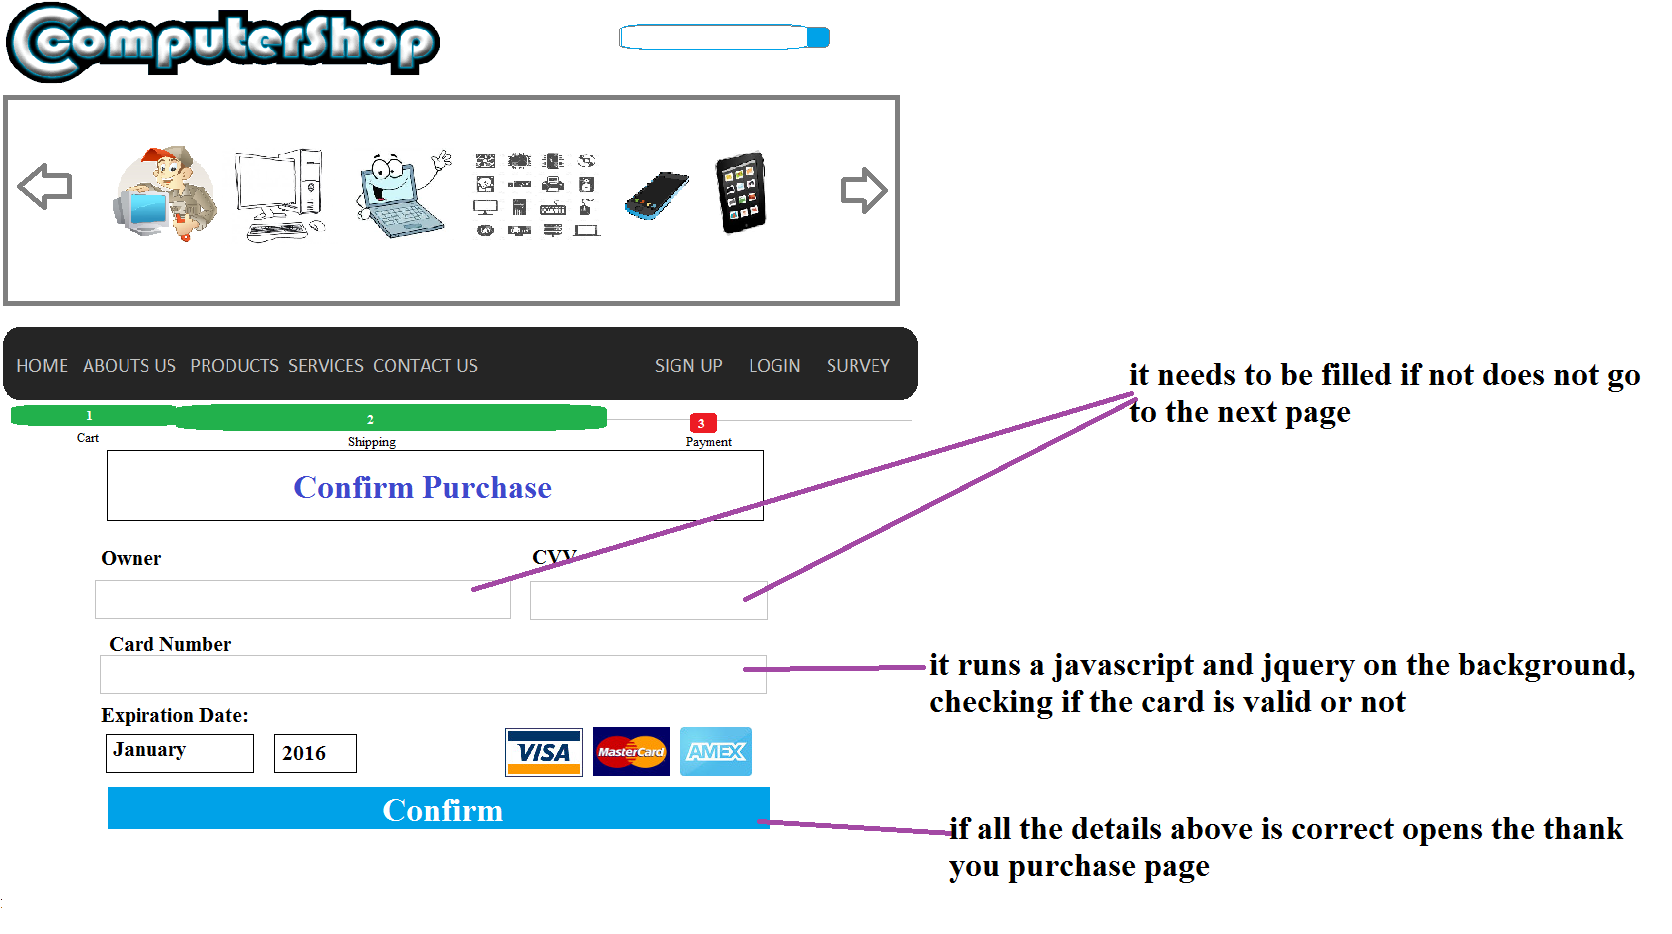 ComputerShop
HOME ABOUTS US PRODUCTS SERVICES CONTACT US SIGN UP LOGIN SURVEY
1 2 3
Cart Shipping Payment
Confirm Purchase
it needs to be filled if not does not go
to the next page
Owner CVV
Card Number
it runs a javascript and jquery on the background,
checking if the card is valid or not
Expiration Date:
January 2016
VISA MasterCard AMEX
Confirm
if all the details above is correct opens the thank
you purchase page